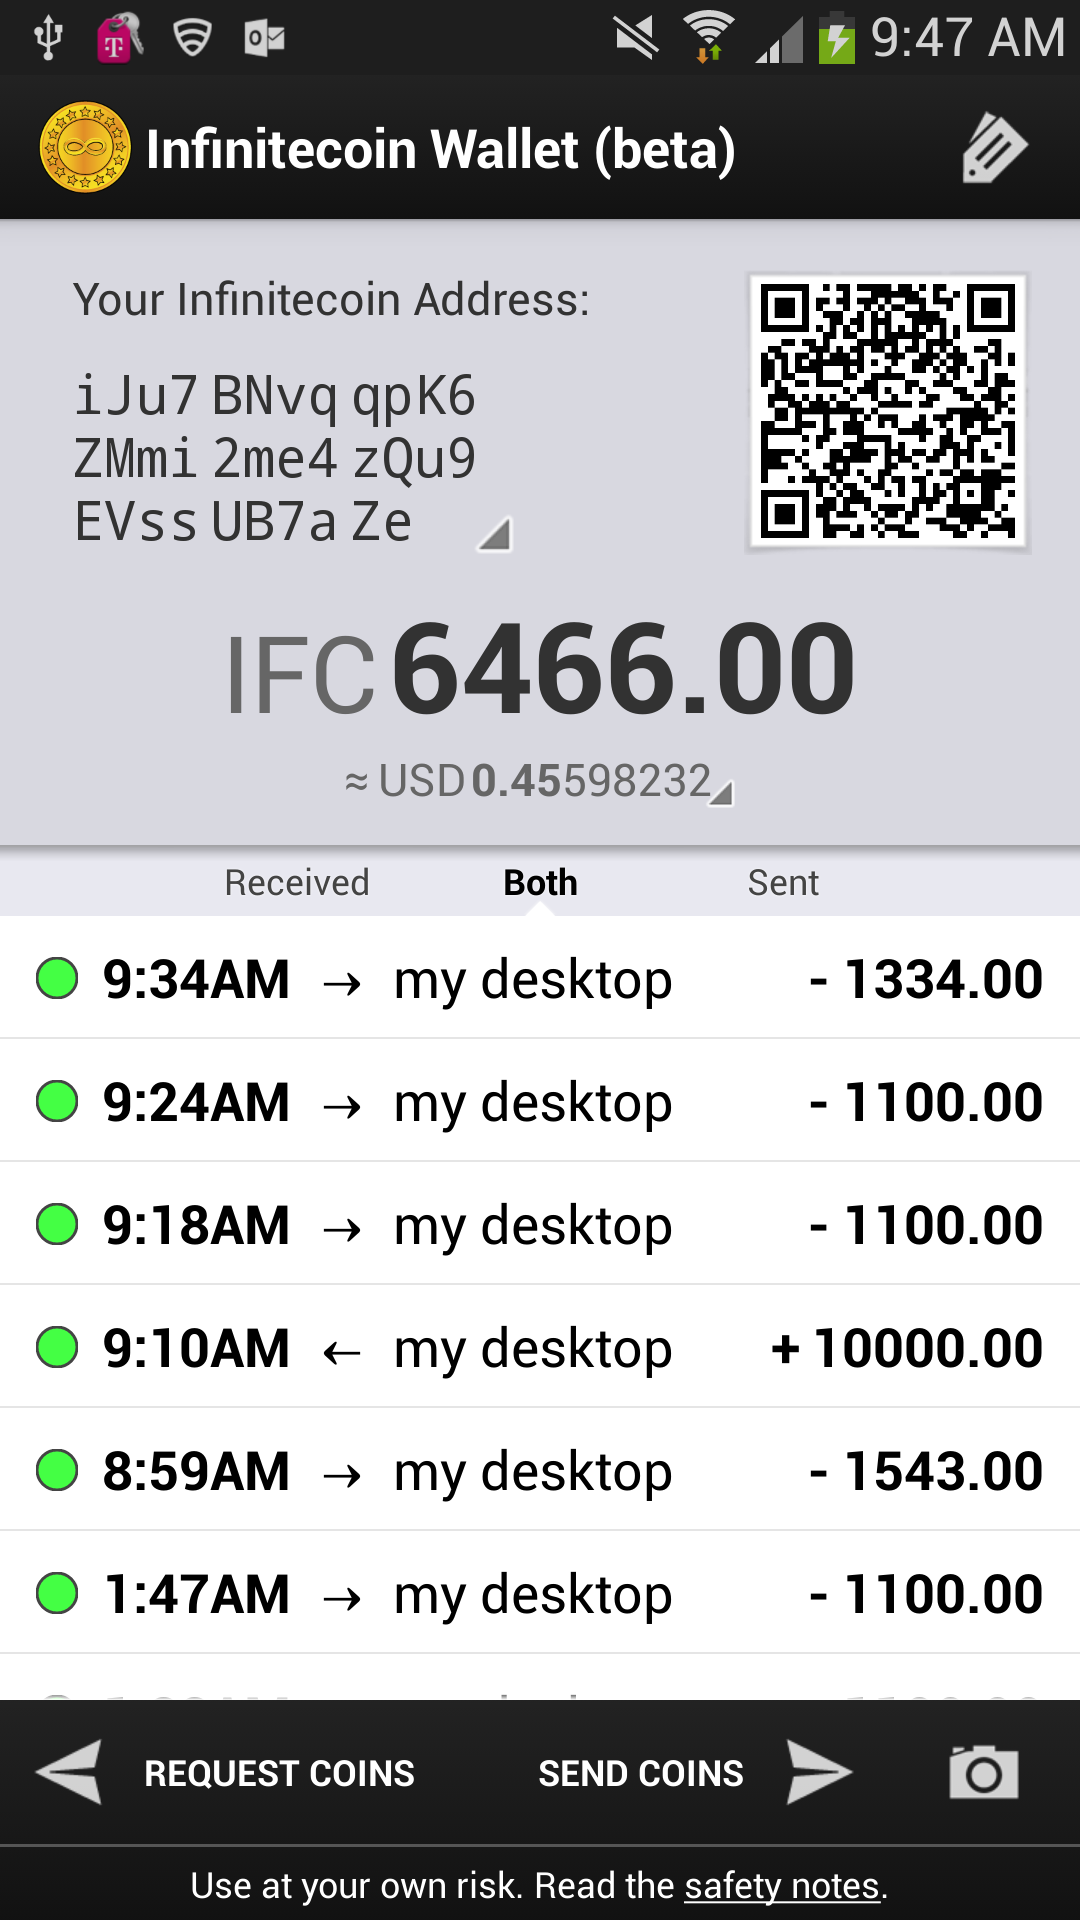 9:47 AM
Infinitecoin Wallet (beta)
Your Infinitecoin Address:
iJu7 BNvq qpK6
ZMmi 2me4 zQu9
EVss UB7a Ze
IFC 6466.00
≈ USD 0.45598232
Received Both Sent
9:34AM → my desktop - 1334.00
9:24AM → my desktop - 1100.00
9:18AM → my desktop - 1100.00
9:10AM ← my desktop + 10000.00
8:59AM → my desktop - 1543.00
1:47AM → my desktop - 1100.00
REQUEST COINS SEND COINS
Use at your own risk. Read the safety notes.